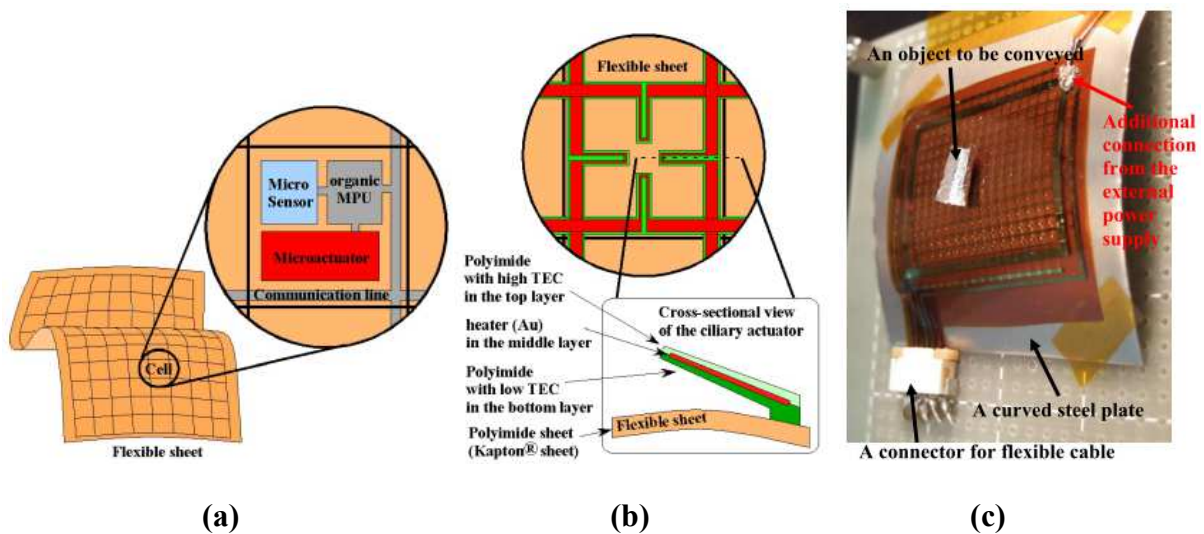 Micro
Sensor
organic
MPU
Microactuator
Communication line
Cell
Flexible sheet
(a)
Flexible sheet
Polyimide
with high TEC
in the top layer
heater (Au)
in the middle layer
Polyimide
with low TEC
in the bottom layer
Polyimide sheet
(Kapton® sheet)
Cross-sectional view
of the ciliary actuator
Flexible sheet
(b)
An object to be conveyed
Additional
connection
from the
external
power
supply
A curved steel plate
A connector for flexible cable
(c)